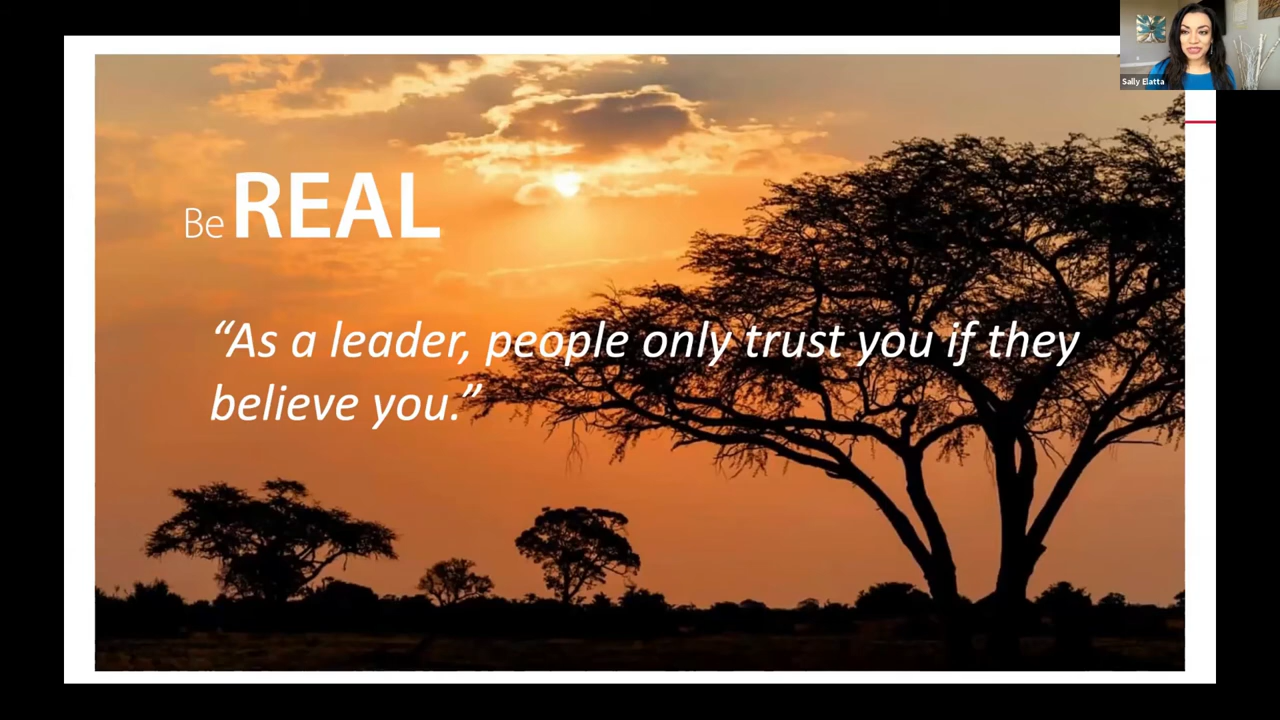 Sally Elatta
Be REAL
“As a leader, people only trust you if they
believe you.”